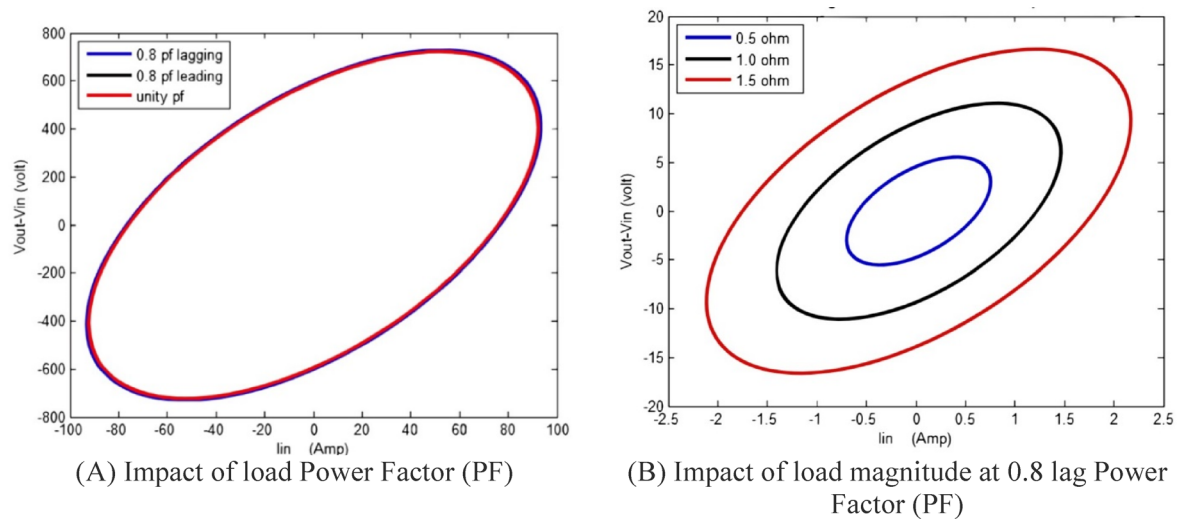 800
600
400
200
0
-200
-400
-600
-800
Vout-Vin (volt)
0.8 pf lagging
0.8 pf leading
unity pf
-100 -80 -60 -40 -20 0 20 40 60 80 100
Iin (Amp)
(A) Impact of load Power Factor (PF)
20
15
10
5
0
-5
-10
-15
-20
Vout-Vin (volt)
0.5 ohm
1.0 ohm
1.5 ohm
-2.5 -2 -1.5 -1 -0.5 0 0.5 1 1.5 2 2.5
Iin (Amp)
(B) Impact of load magnitude at 0.8 lag Power
Factor (PF)